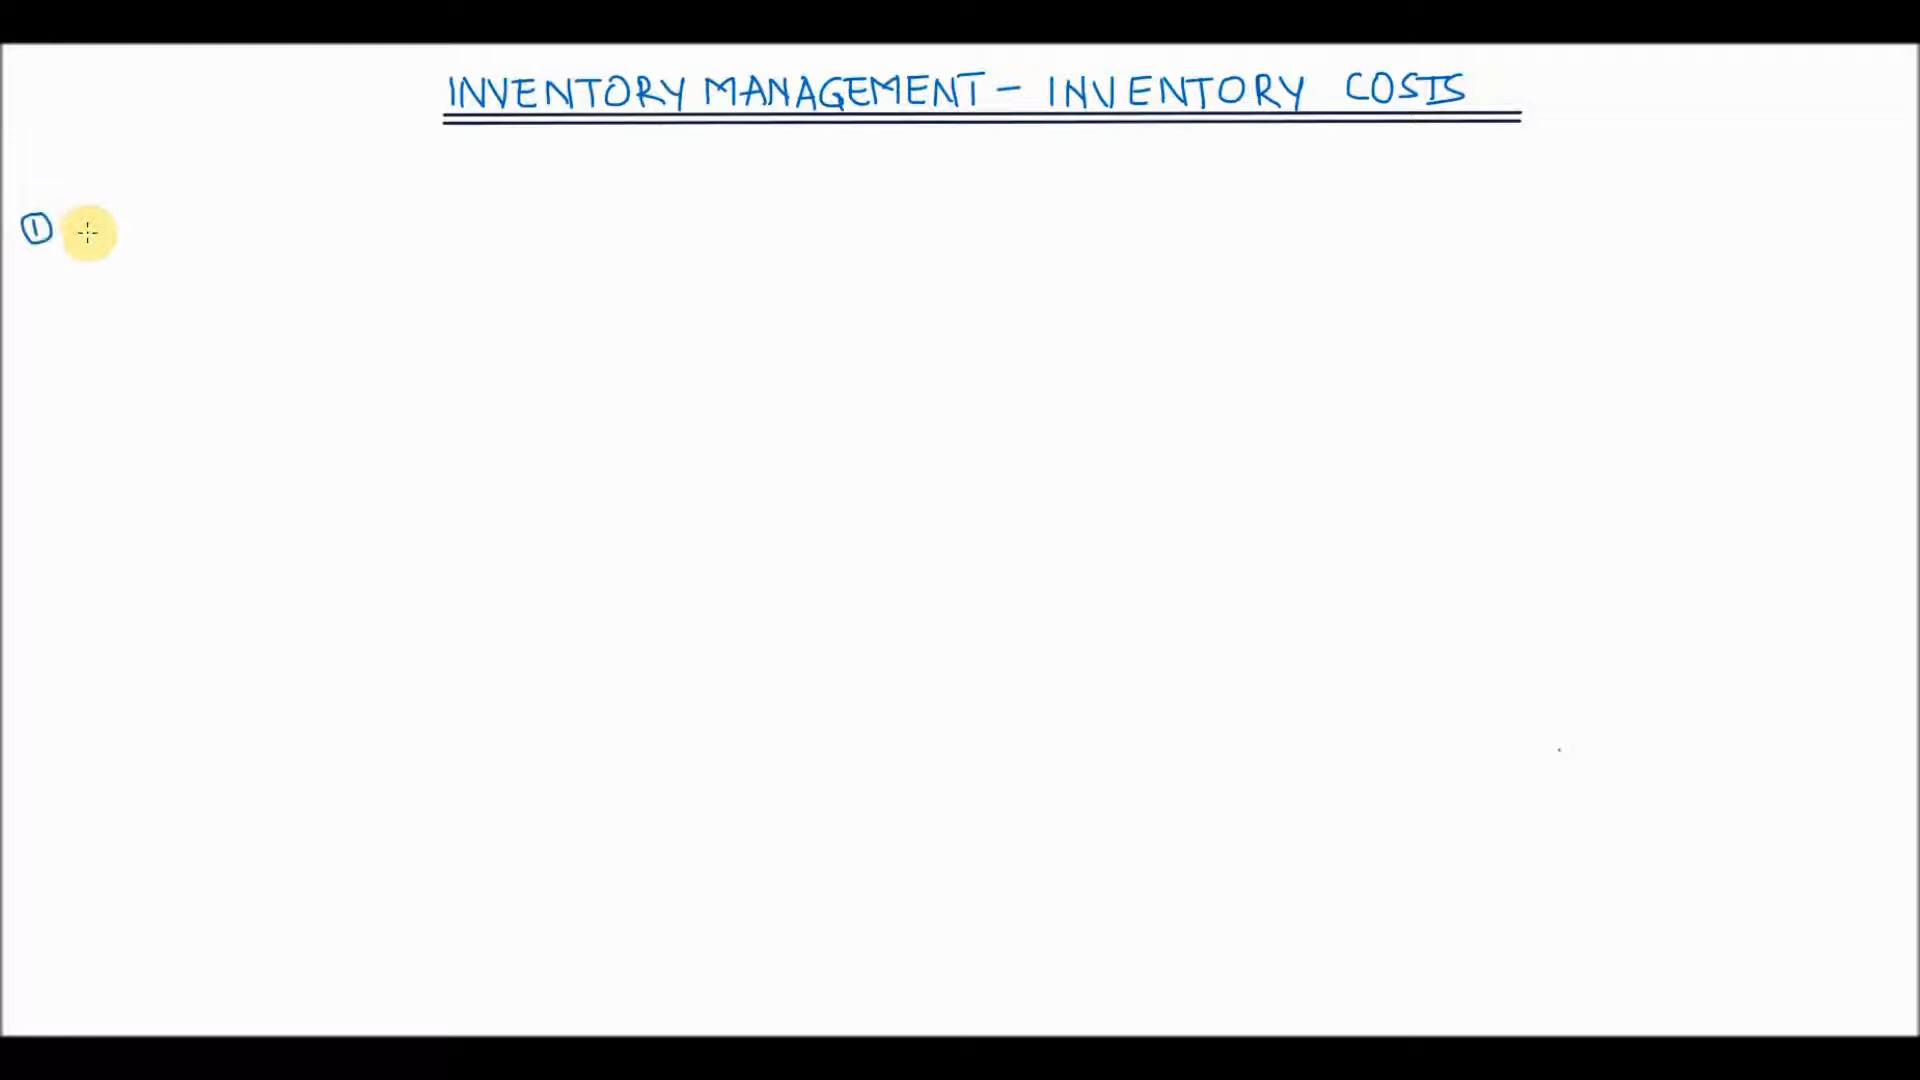 INVENTORY MANAGEMENT - INVENTORY COSTS
①